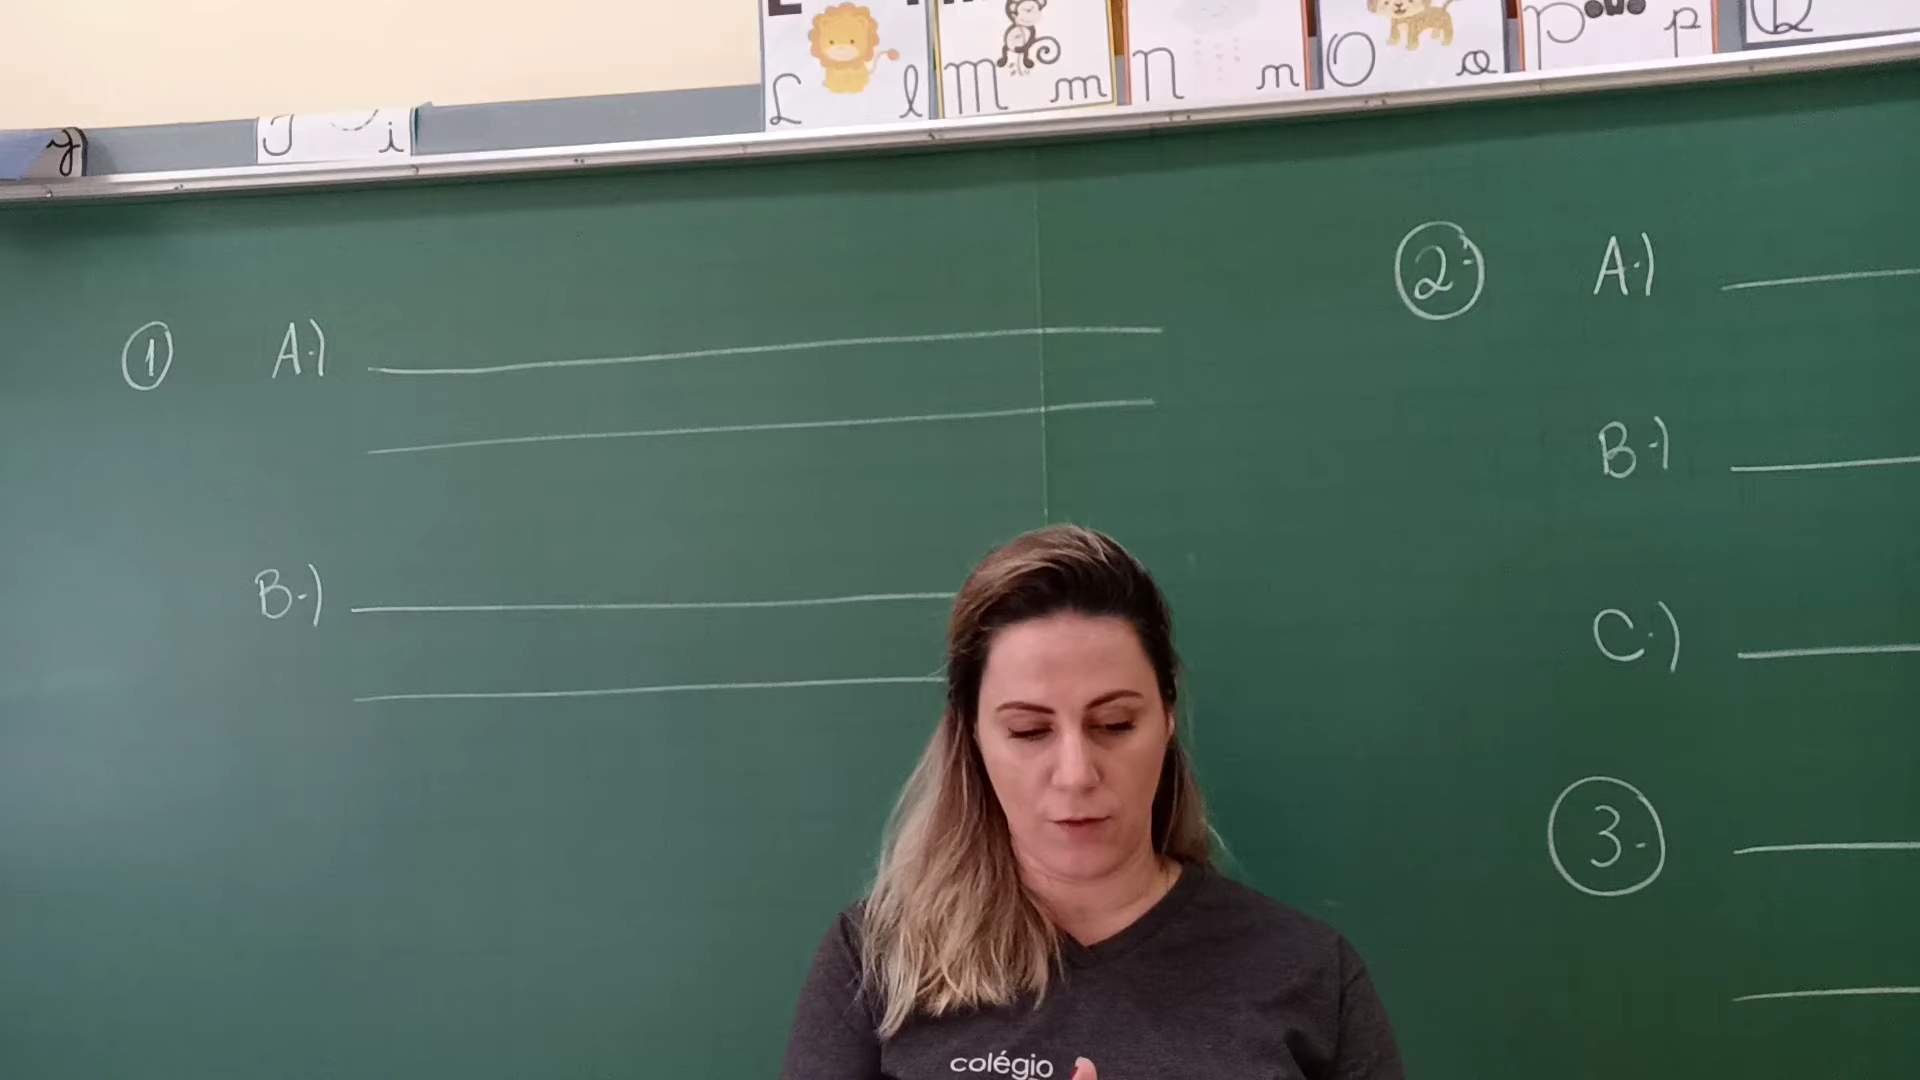 L l M m n n O o p p Q
y J i
① A.)
B-)
②- A.)
B-)
C.)
③-
colégio